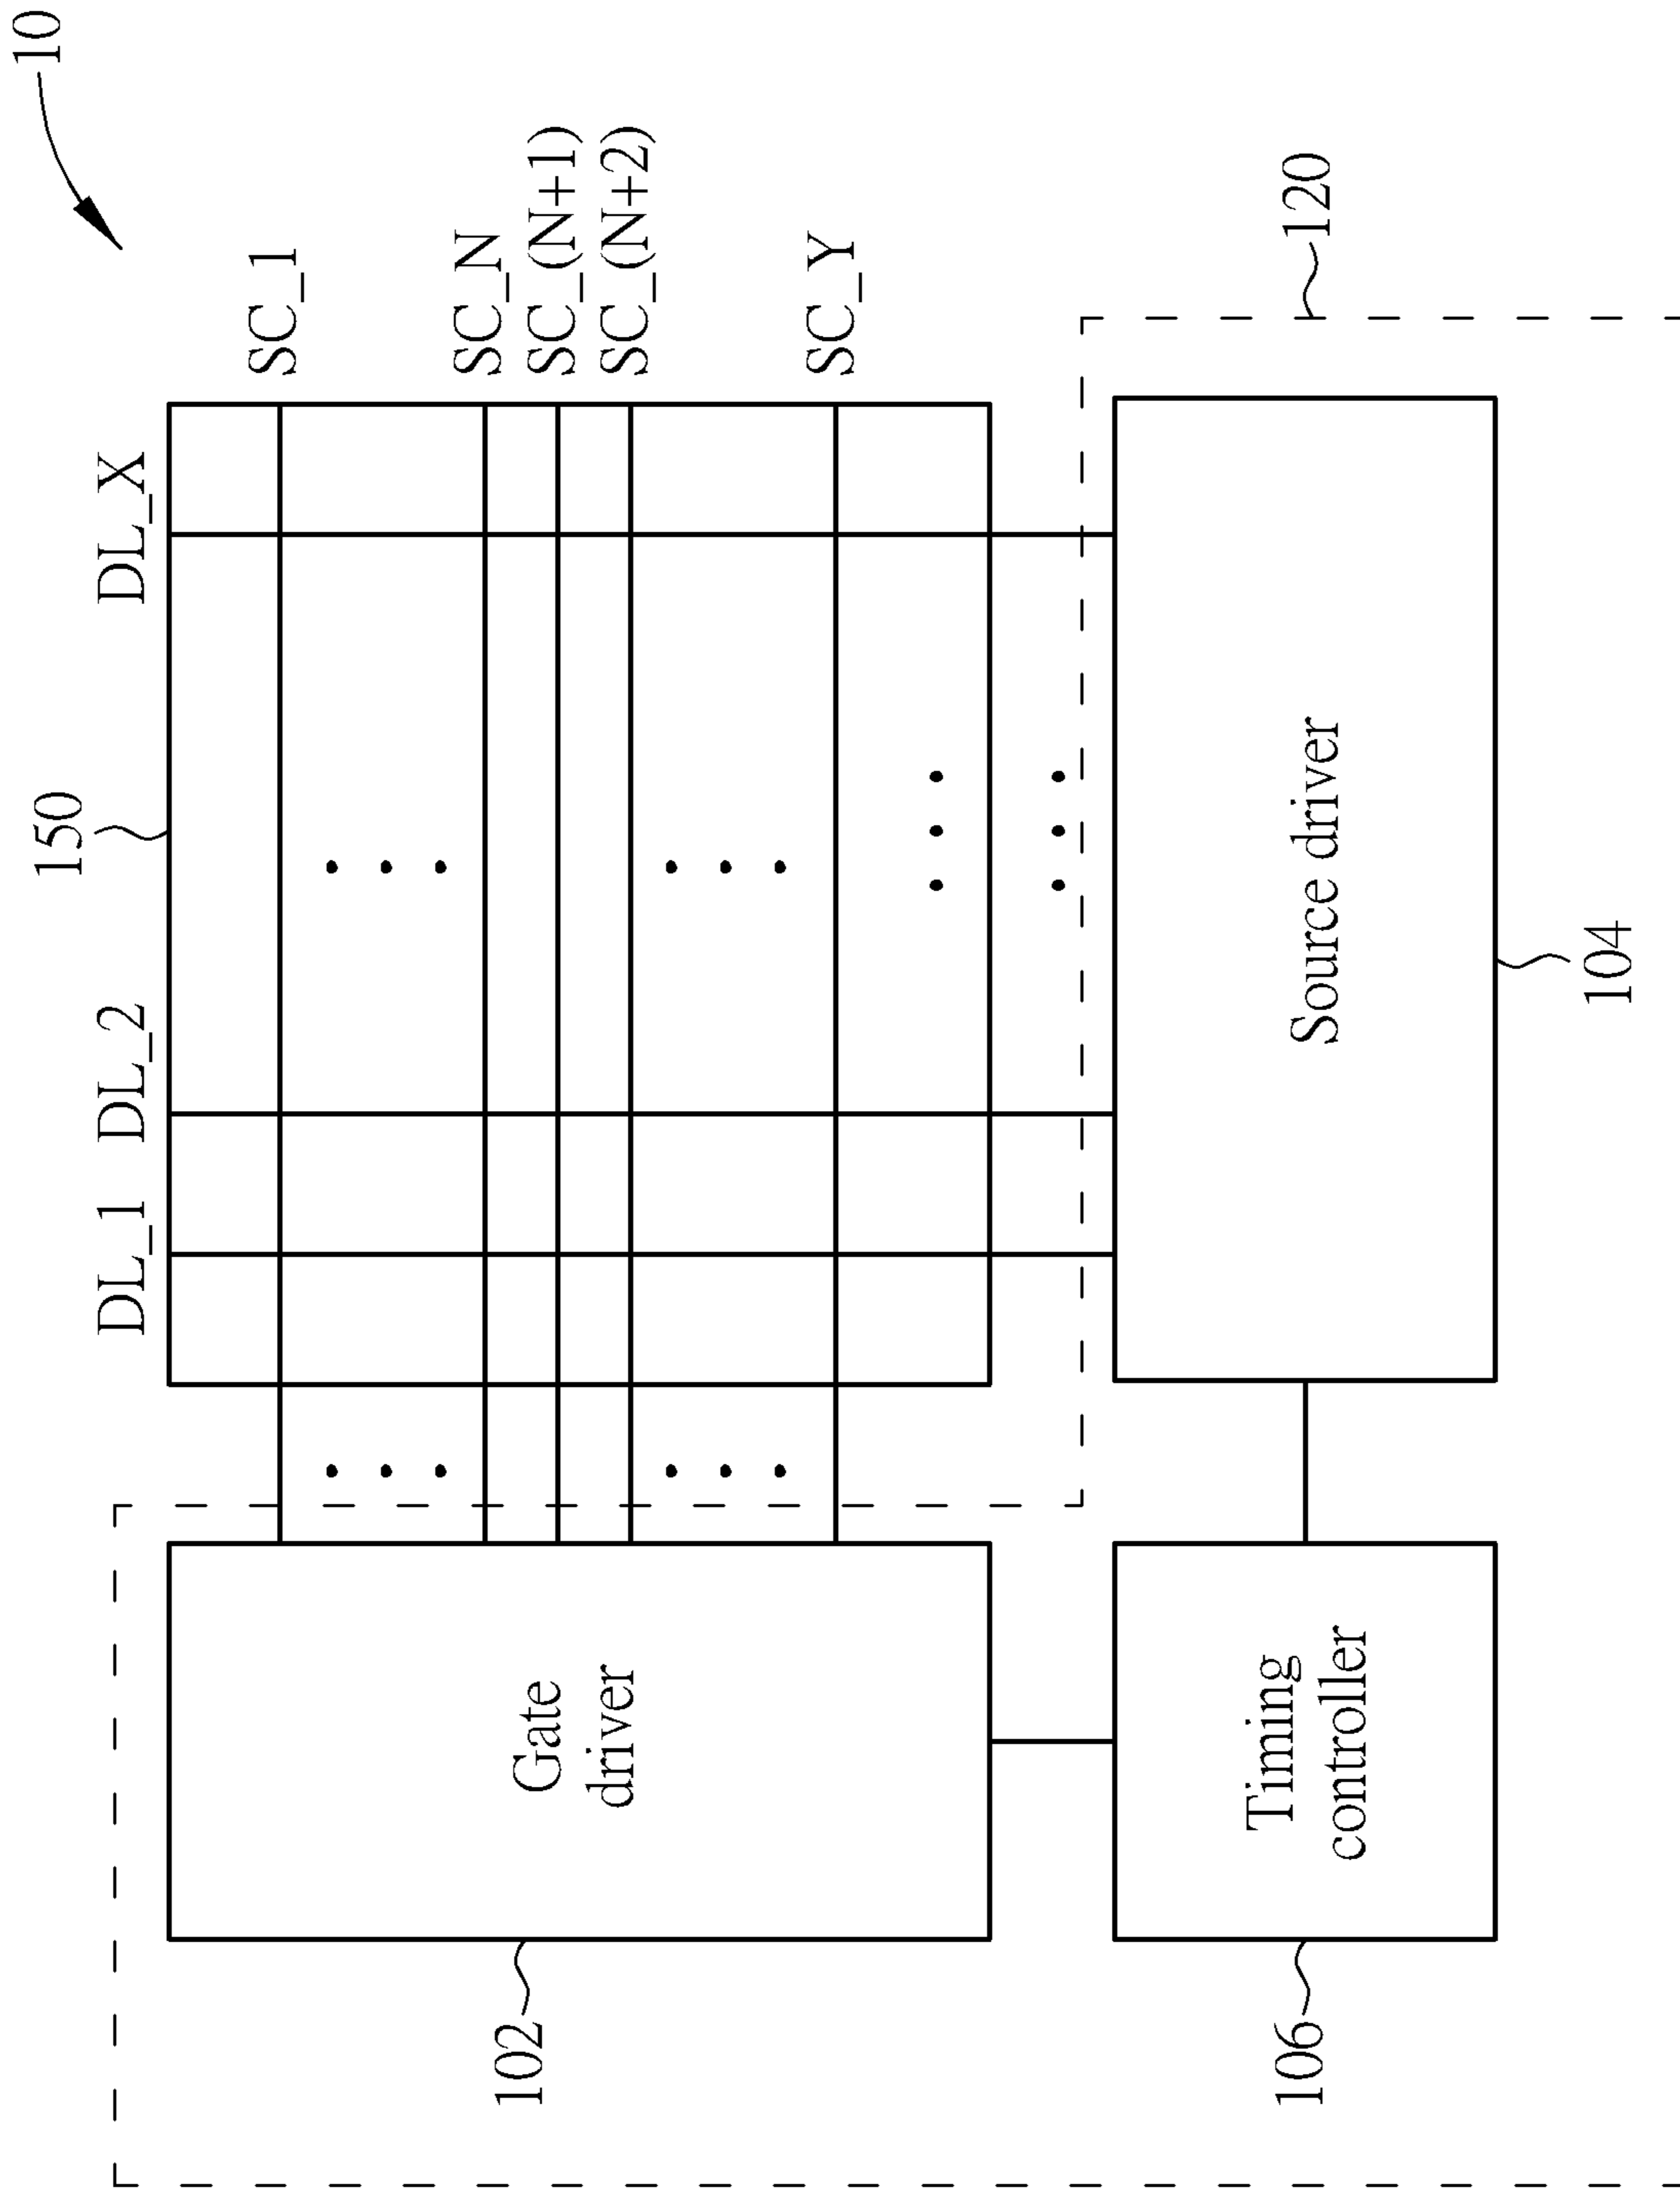 10
150
DL_1
DL_2
DL_X
SC_1
SC_N
SC_(N+1)
SC_(N+2)
SC_Y
Gate
driver
102
120
Timing
controller
106
Source driver
104